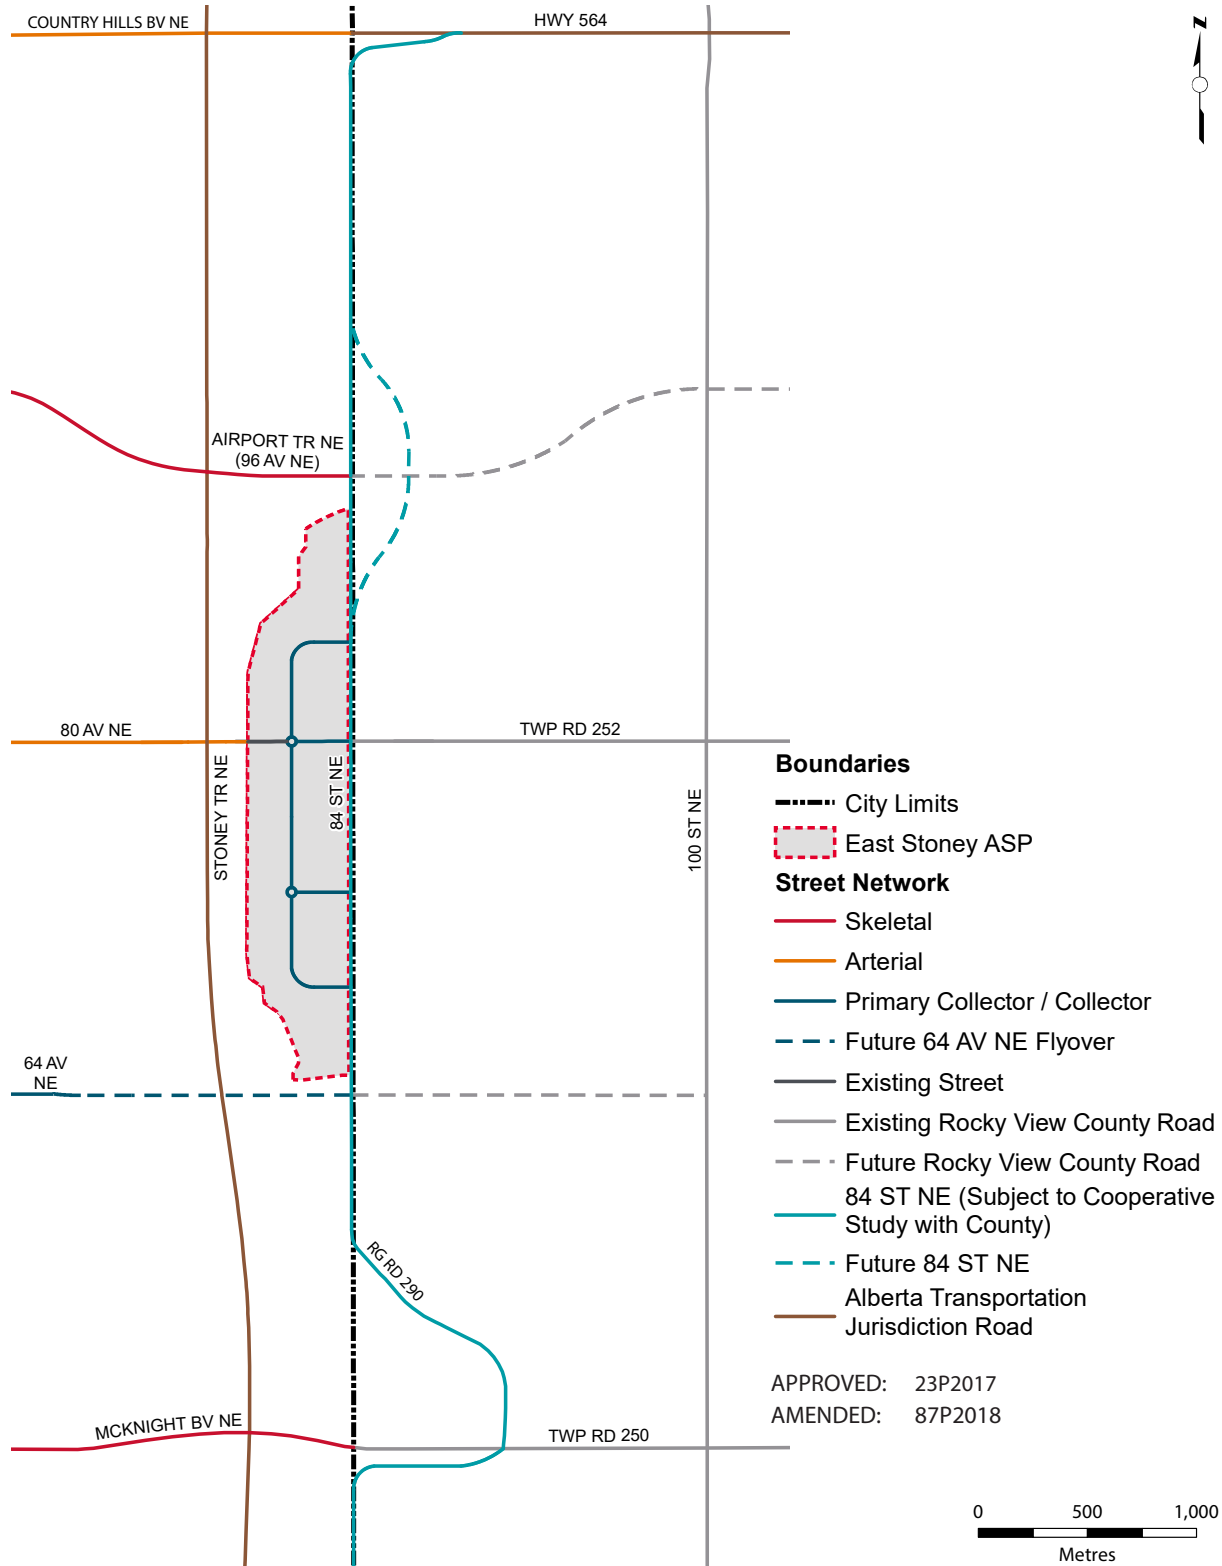 COUNTRY HILLS BV NE
HWY 564
N
AIRPORT TR NE
(96 AV NE)
80 AV NE
TWP RD 252
STONEY TR NE
84 ST NE
100 ST NE
64 AV
NE
RG RD 290
MCKNIGHT BV NE
TWP RD 250
Boundaries
City Limits
East Stoney ASP
Street Network
Skeletal
Arterial
Primary Collector / Collector
Future 64 AV NE Flyover
Existing Street
Existing Rocky View County Road
Future Rocky View County Road
84 ST NE (Subject to Cooperative
Study with County)
Future 84 ST NE
Alberta Transportation
Jurisdiction Road
APPROVED: 23P2017
AMENDED: 87P2018
0 500 1,000
Metres